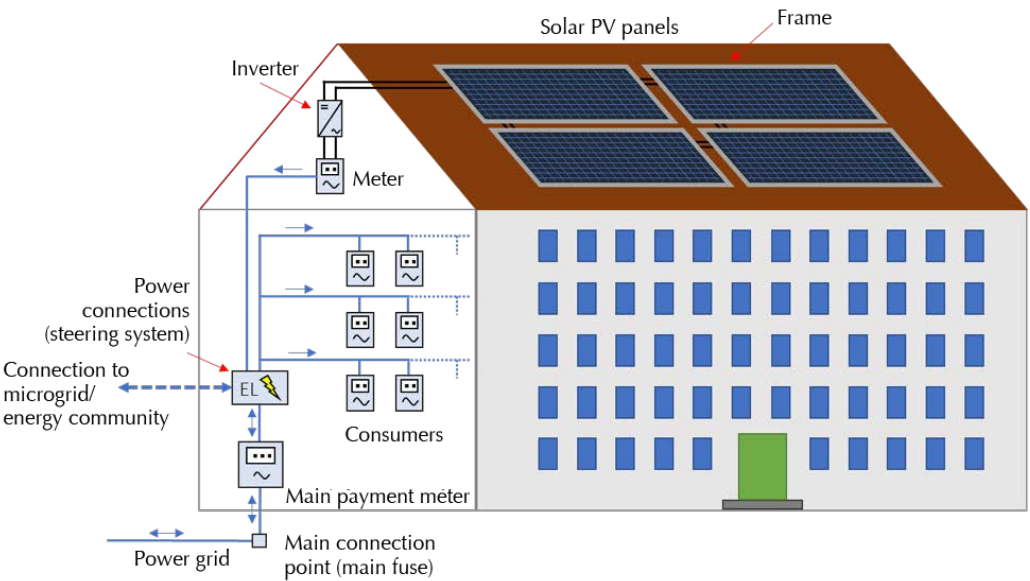 Solar PV panels
Frame
Inverter
Meter
Power
connections
(steering system)
Connection to
microgrid/
energy community
EL
Consumers
Main payment meter
Power grid
Main connection
point (main fuse)